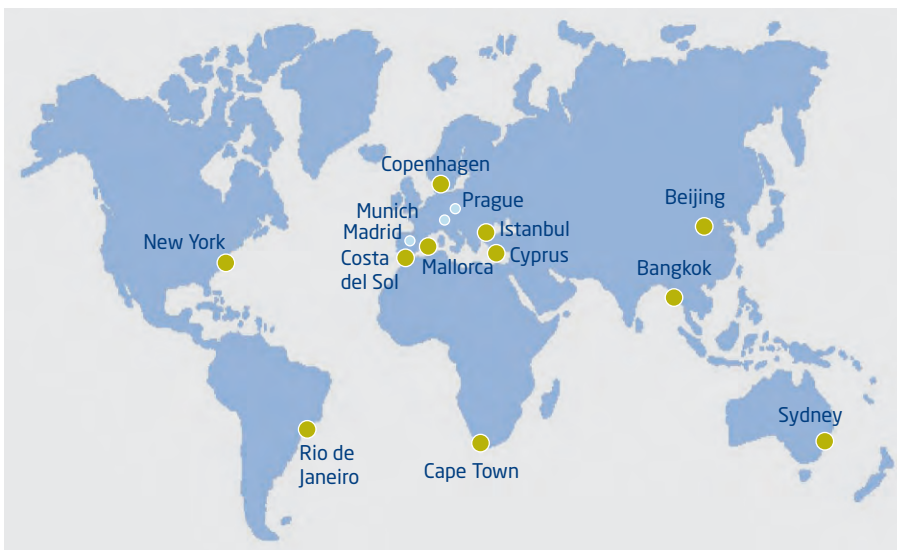 Copenhagen
Prague
Beijing
Munich
Madrid
Istanbul
New York
Costa
del Sol
Cyprus
Mallorca
Bangkok
Sydney
Rio de
Janeiro
Cape Town